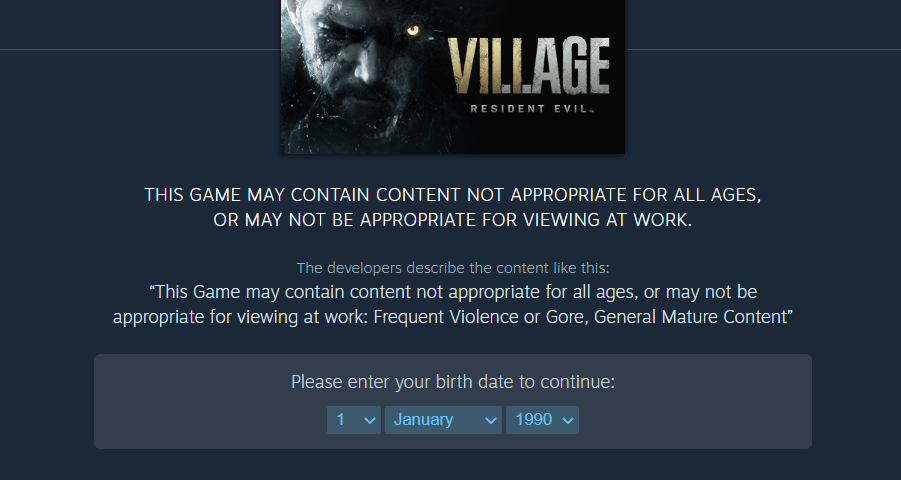 VILLAGE
RESIDENT EVIL™
THIS GAME MAY CONTAIN CONTENT NOT APPROPRIATE FOR ALL AGES,
OR MAY NOT BE APPROPRIATE FOR VIEWING AT WORK.
The developers describe the content like this:
“This Game may contain content not appropriate for all ages, or may not be
appropriate for viewing at work: Frequent Violence or Gore, General Mature Content”
Please enter your birth date to continue:
1 January 1990